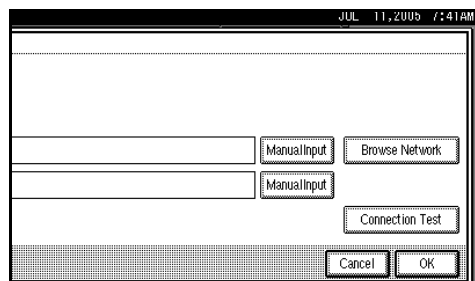 JUL 11,2005 7:41AM
ManualInput Browse Network
ManualInput
Connection Test
Cancel OK